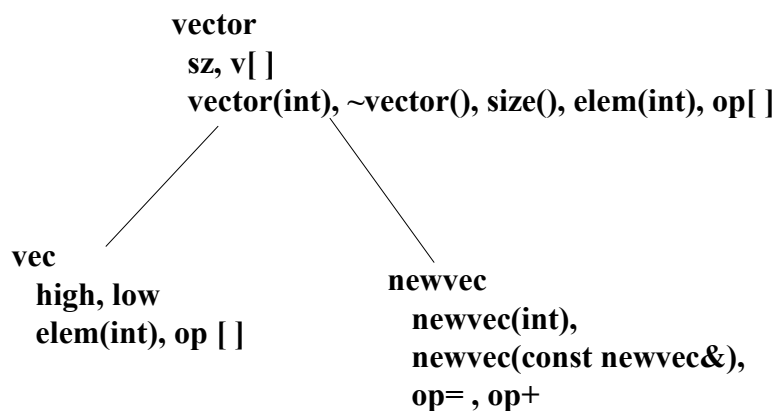 vector
sz, v[ ]
vector(int), ~vector(), size(), elem(int), op[ ]
vec
high, low
elem(int), op [ ]
newvec
newvec(int),
newvec(const newvec&),
op= , op+